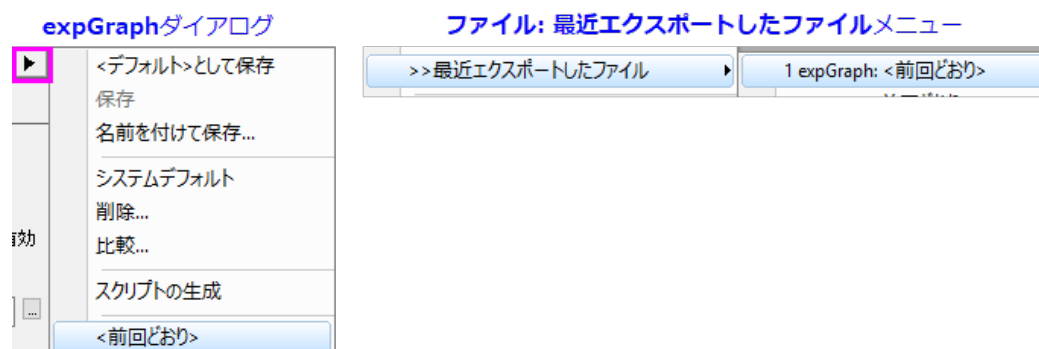 expGraphダイアログ
ファイル: 最近エクスポートしたファイルメニュー
<デフォルト>として保存
保存
名前を付けて保存...
システムデフォルト
削除...
比較...
スクリプトの生成
<前回どおり>
有効
...
>>最近エクスポートしたファイル
1 expGraph: <前回どおり>